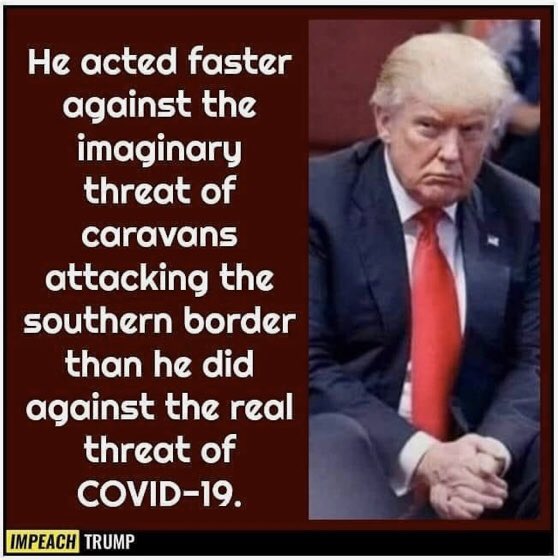 He acted faster
against the
imaginary
threat of
caravans
attacking the
southern border
than he did
against the real
threat of
COVID-19.
IMPEACH TRUMP